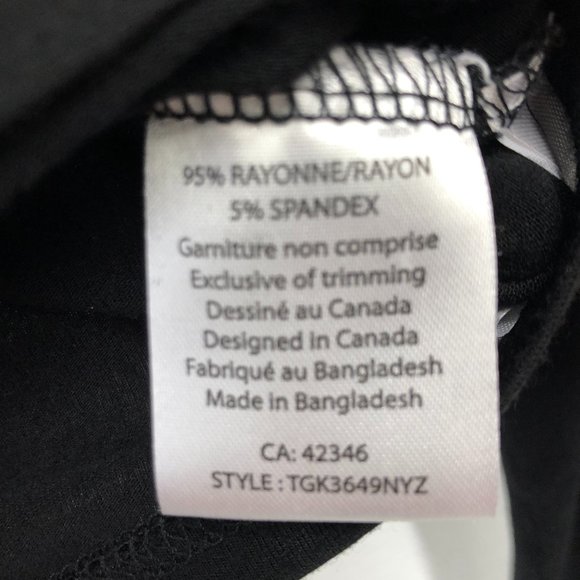 95% RAYONNE/RAYON
5% SPANDEX
Garniture non comprise
Exclusive of trimming
Dessiné au Canada
Designed in Canada
Fabriqué au Bangladesh
Made in Bangladesh
CA: 42346
STYLE : TGK3649NYZ